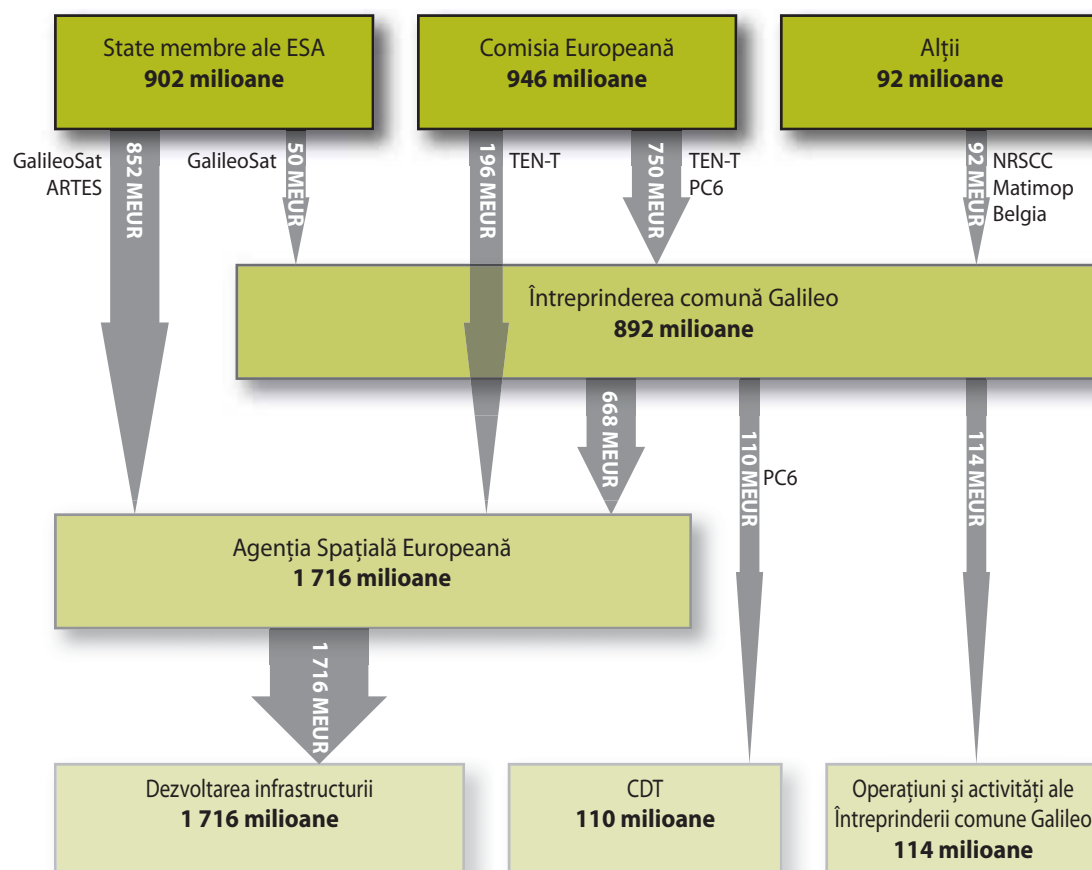 State membre ale ESA
902 milioane
Comisia Europeană
946 milioane
Alții
92 milioane
GalileoSat
ARTES
852 MEUR
GalileoSat
50 MEUR
196 MEUR
TEN-T
750 MEUR
TEN-T
PC6
92 MEUR
NRSCC
Matimop
Belgia
Întreprinderea comună Galileo
892 milioane
668 MEUR
110 MEUR
PC6
114 MEUR
Agenția Spațială Europeană
1 716 milioane
1 716 MEUR
Dezvoltarea infrastructurii
1 716 milioane
CDT
110 milioane
Operațiuni și activități ale
Întreprinderii comune Galileo
114 milioane